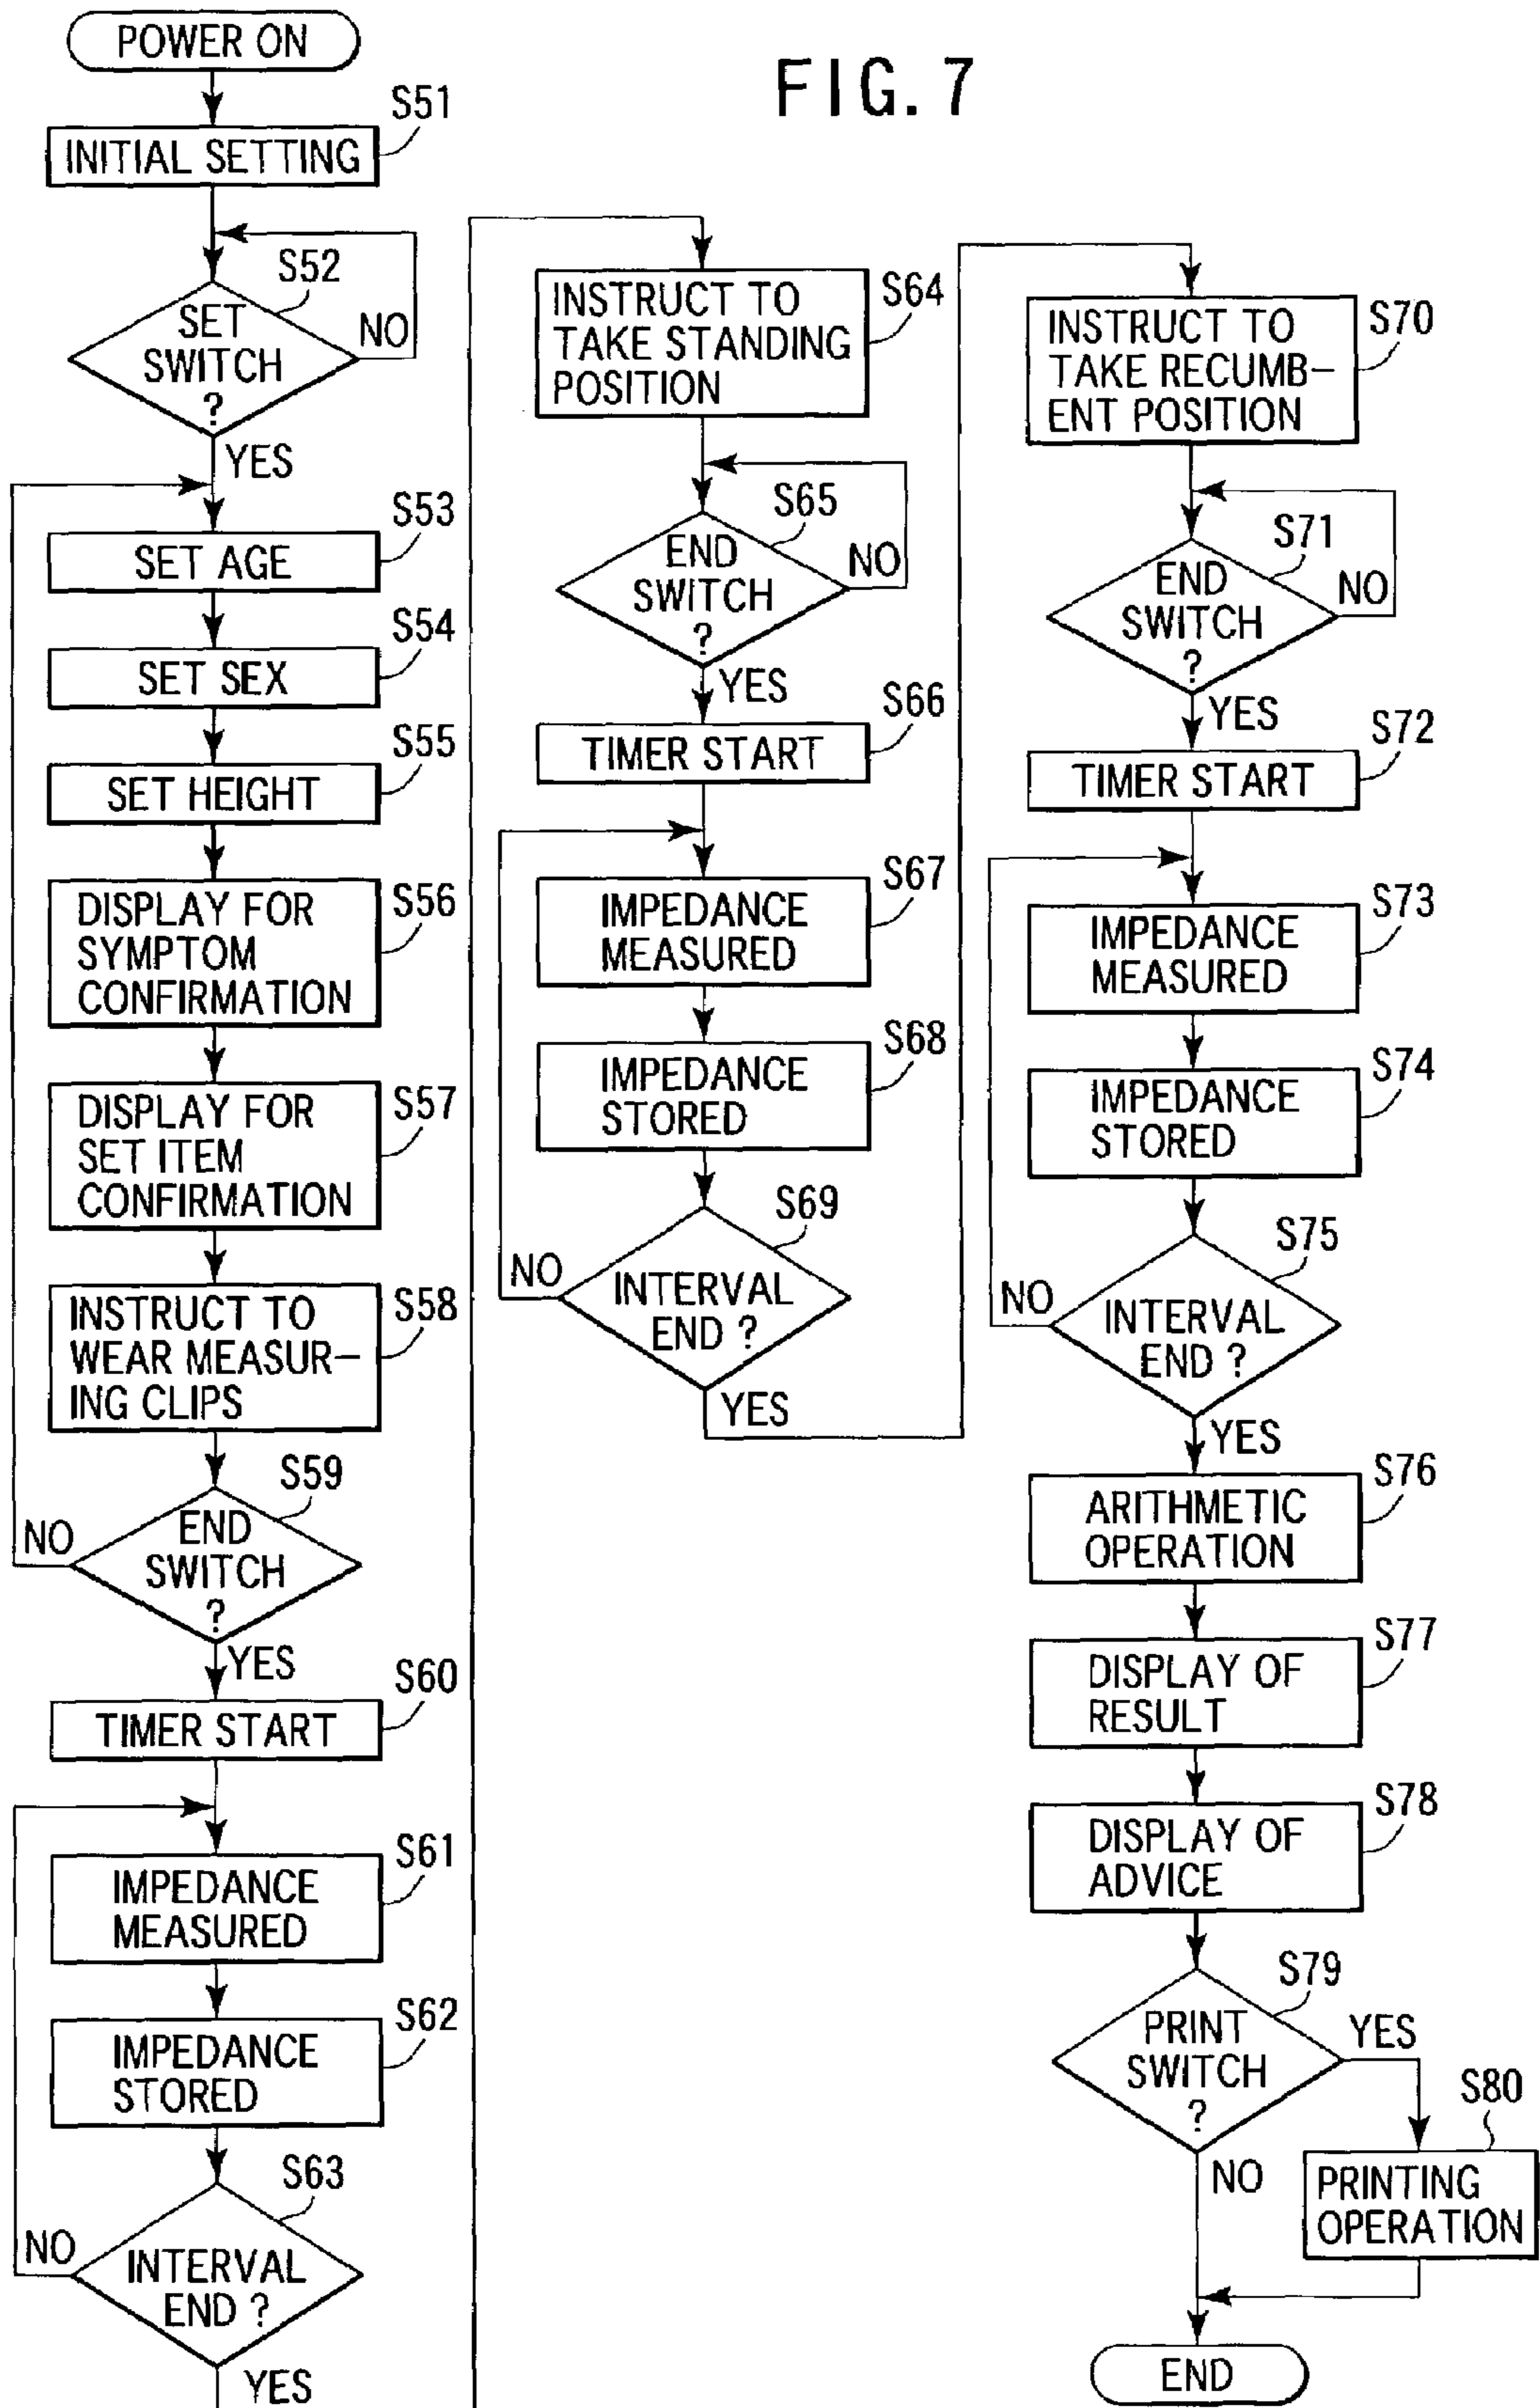 FIG. 7
POWER ON
S51
INITIAL SETTING
S52
SET
SWITCH
?
NO
YES
S53
SET AGE
S54
SET SEX
S55
SET HEIGHT
S56
DISPLAY FOR
SYMPTOM
CONFIRMATION
S57
DISPLAY FOR
SET ITEM
CONFIRMATION
S58
INSTRUCT TO
WEAR MEASUR-
ING CLIPS
S59
END
SWITCH
?
NO
YES
S60
TIMER START
S61
IMPEDANCE
MEASURED
S62
IMPEDANCE
STORED
S63
INTERVAL
END ?
NO
YES
S64
INSTRUCT TO
TAKE STANDING
POSITION
S65
END
SWITCH
?
NO
YES
S66
TIMER START
S67
IMPEDANCE
MEASURED
S68
IMPEDANCE
STORED
S69
INTERVAL
END ?
NO
YES
S70
INSTRUCT TO
TAKE RECUMB-
ENT POSITION
S71
END
SWITCH
?
NO
YES
S72
TIMER START
S73
IMPEDANCE
MEASURED
S74
IMPEDANCE
STORED
S75
INTERVAL
END ?
NO
YES
S76
ARITHMETIC
OPERATION
S77
DISPLAY OF
RESULT
S78
DISPLAY OF
ADVICE
S79
PRINT
SWITCH
?
YES
NO
S80
PRINTING
OPERATION
END